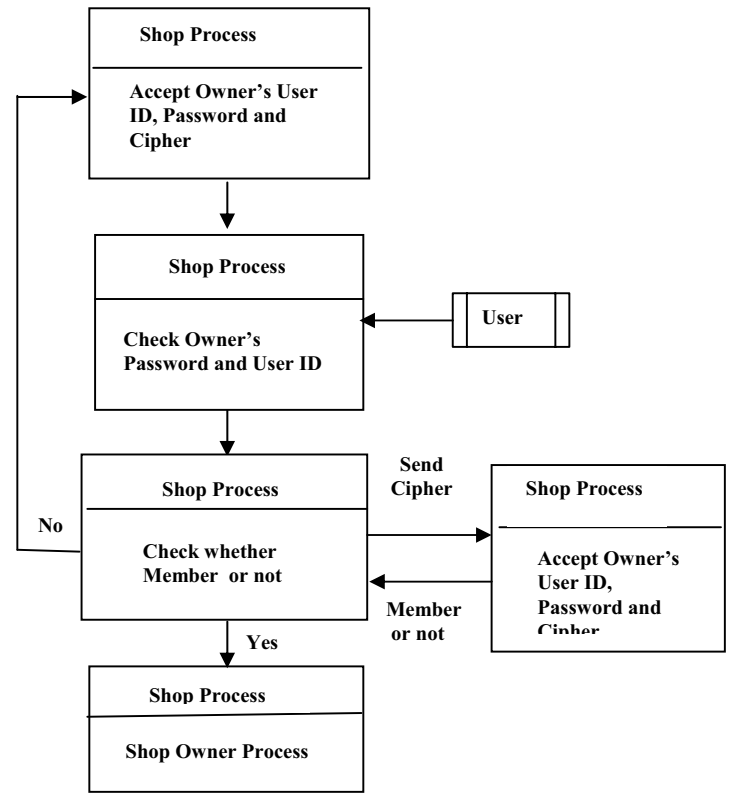 Shop Process
Accept Owner's User
ID, Password and
Cipher
Shop Process
User
Check Owner's
Password and User ID
Send
Cipher
Shop Process
Shop Process
No
Check whether
Member or not
Accept Owner's
User ID,
Password and
Cipher
Member
or not
Yes
Shop Process
Shop Owner Process